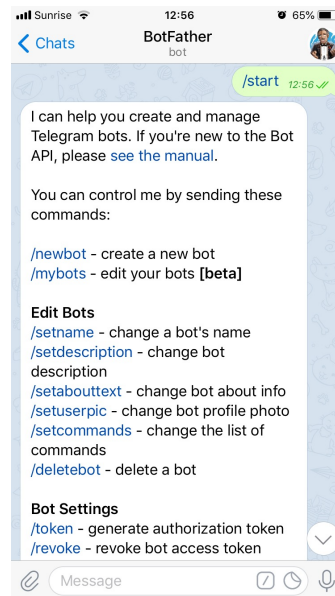 Sunrise 12:56 65%
Chats
BotFather
bot
/start 12:56
I can help you create and manage
Telegram bots. If you're new to the Bot
API, please see the manual.
You can control me by sending these
commands:
/newbot - create a new bot
/mybots - edit your bots [beta]
Edit Bots
/setname - change a bot's name
/setdescription - change bot
description
/setabouttext - change bot about info
/setuserpic - change bot profile photo
/setcommands - change the list of
commands
/deletebot - delete a bot
Bot Settings
/token - generate authorization token
/revoke - revoke bot access token
Message